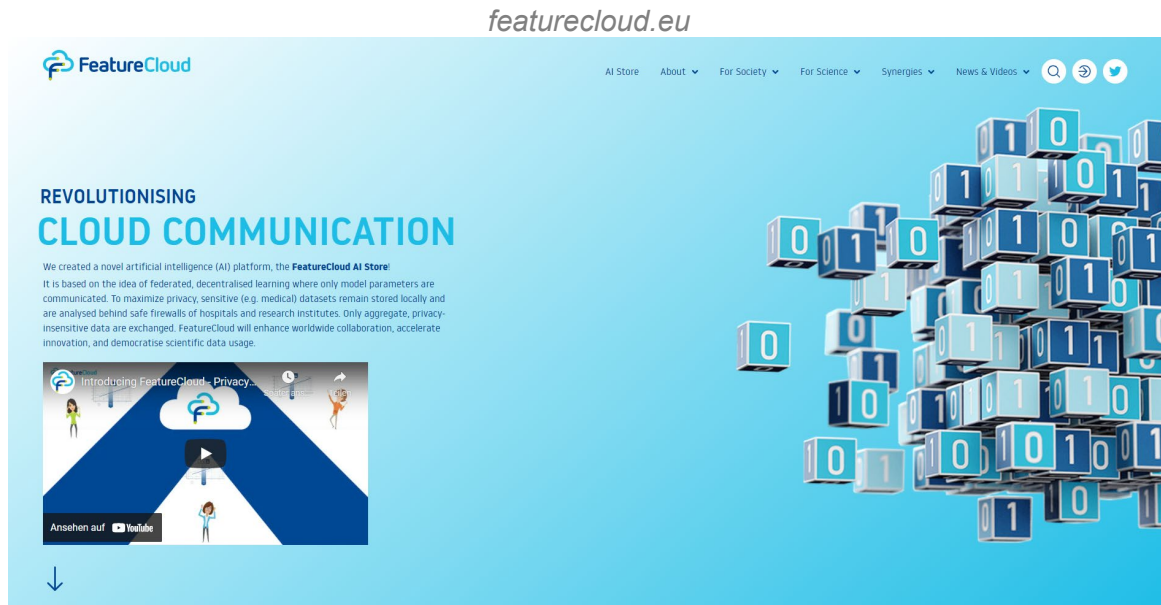 featurecloud.eu
FeatureCloud
AI Store About For Society For Science Synergies News & Videos
REVOLUTIONISING
CLOUD COMMUNICATION
We created a novel artificial intelligence (AI) platform, the FeatureCloud AI Store!
It is based on the idea of federated, decentralised learning where only model parameters are
communicated. To maximize privacy, sensitive (e.g. medical) datasets remain stored locally and
are analysed behind safe firewalls of hospitals and research institutes. Only aggregate, privacy-
insensitive data are exchanged. FeatureCloud will enhance worldwide collaboration, accelerate
innovation, and democratise scientific data usage.
Introducing FeatureCloud - Privacy...
Ansehen auf YouTube